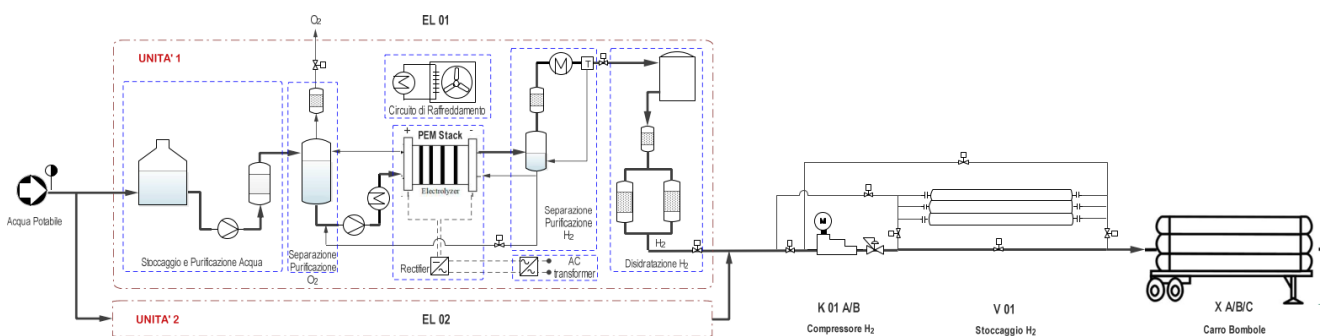 O2
EL 01
UNITA' 1
Circuito di Raffreddamento
+
PEM Stack
-
Electrolyzer
M
T
Acqua Potabile
Stoccaggio e Purificazione Acqua
Separazione
Purificazione
O2
Rectifier
AC
transformer
Separazione
Purificazione
H2
H2
Disidratazione H2
M
UNITA' 2
EL 02
K 01 A/B
Compressore H2
V 01
Stoccaggio H2
X A/B/C
Carro Bombole